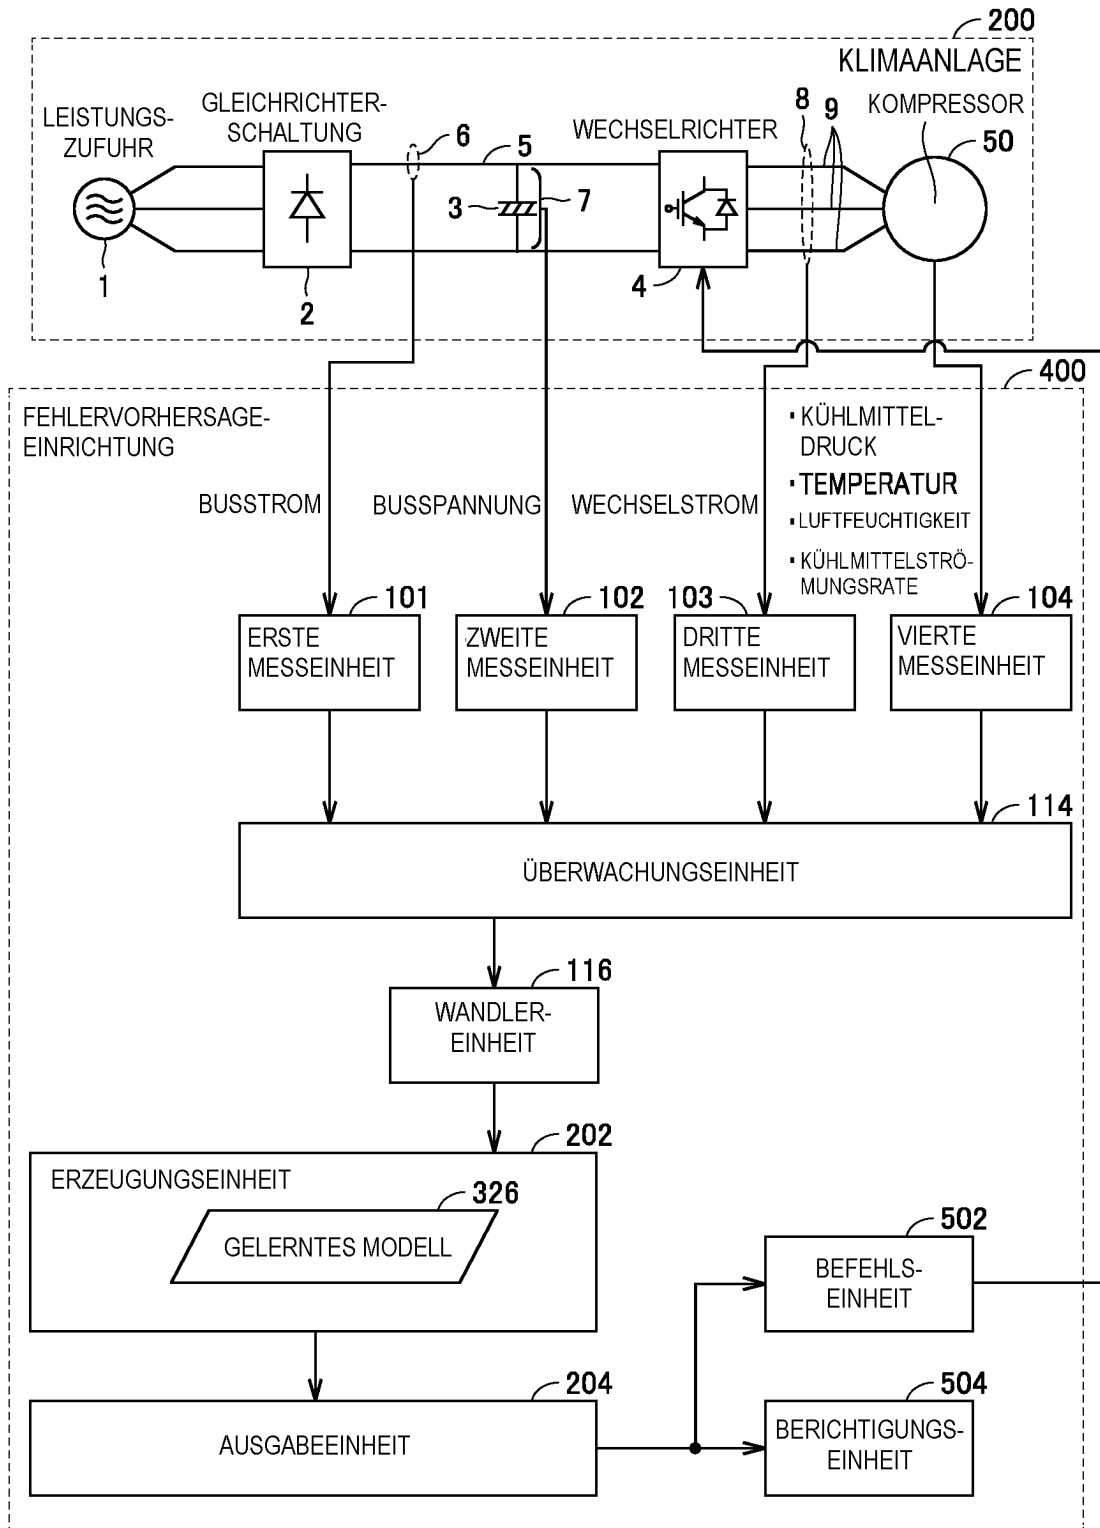 200
KLIMAANLAGE
LEISTUNGS-
ZUFUHR
GLEICHRICHTER-
SCHALTUNG
6
5
WECHSELRICHTER
8
9
KOMPRESSOR
50
3
7
1
2
4
400
FEHLERVORHERSAGE-
EINRICHTUNG
BUSSTROM
BUSSPANNUNG
WECHSELSTROM
▪ KÜHLMITTEL-
DRUCK
▪ TEMPERATUR
▪ LUFTFEUCHTIGKEIT
▪ KÜHLMITTELSTRÖ-
MUNGSRATE
101
102
103
104
ERSTE
MESSEINHEIT
ZWEITE
MESSEINHEIT
DRITTE
MESSEINHEIT
VIERTE
MESSEINHEIT
114
ÜBERWACHUNGSEINHEIT
116
WANDLER-
EINHEIT
202
ERZEUGUNGSEINHEIT
326
GELERNTES MODELL
502
BEFEHLS-
EINHEIT
204
AUSGABEEINHEIT
504
BERICHTIGUNGS-
EINHEIT